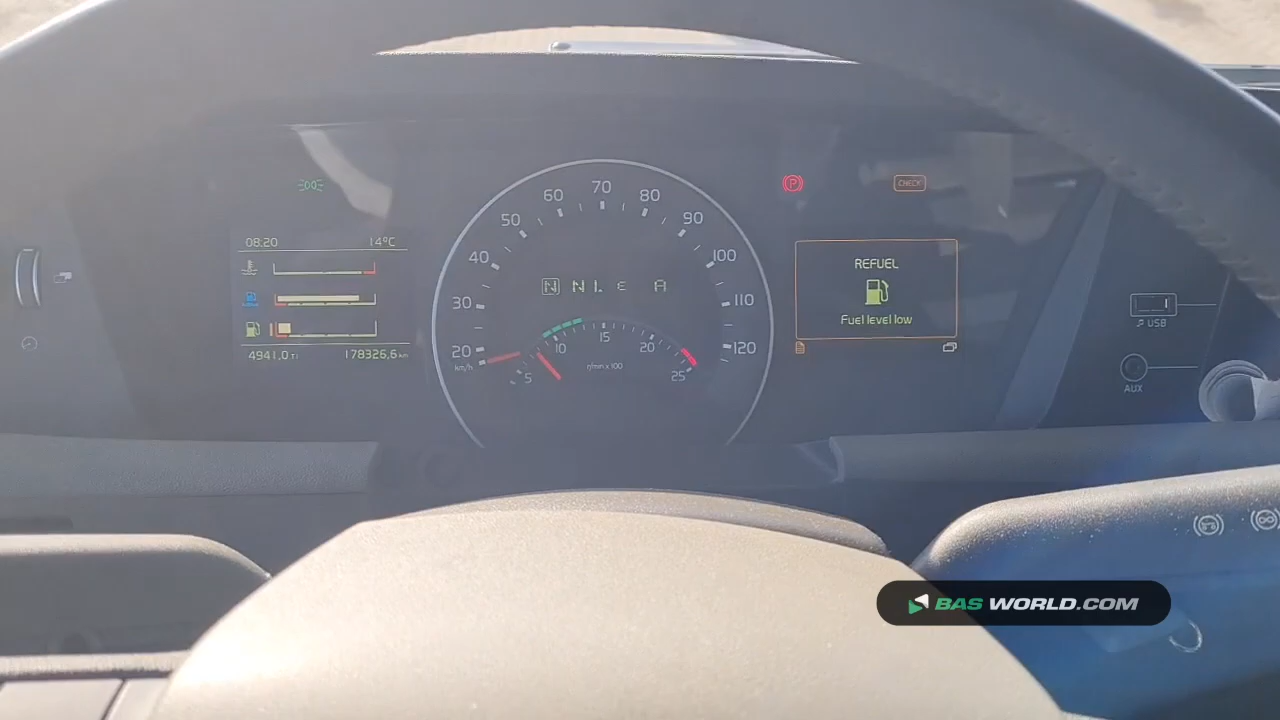 CHECK
08:20 14°C
REFUEL
Fuel level low
4941,0 178326,6 km
20 30 40 50 60 70 80 90 100 110 120
km/h
N N E A
5 10 15 20 25
r/min x 100
USB
AUX
BAS WORLD.COM